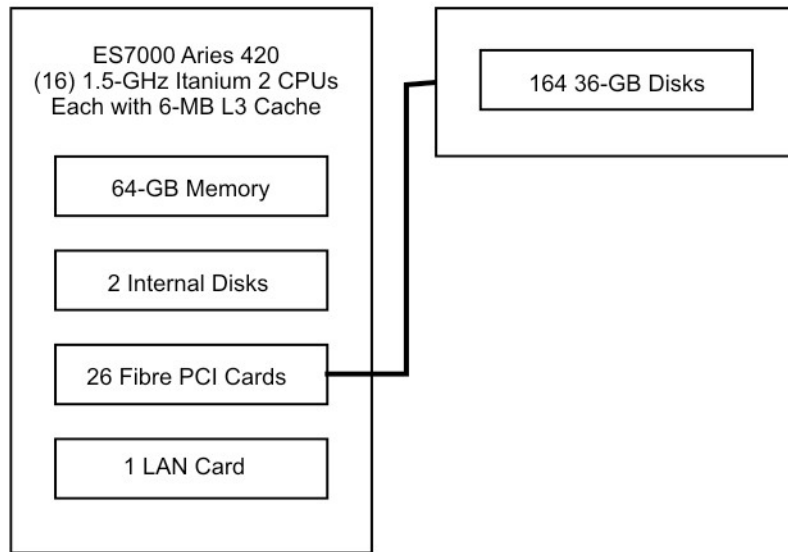 ES7000 Aries 420
(16) 1.5-GHz Itanium 2 CPUs
Each with 6-MB L3 Cache
64-GB Memory
2 Internal Disks
26 Fibre PCI Cards
1 LAN Card
164 36-GB Disks